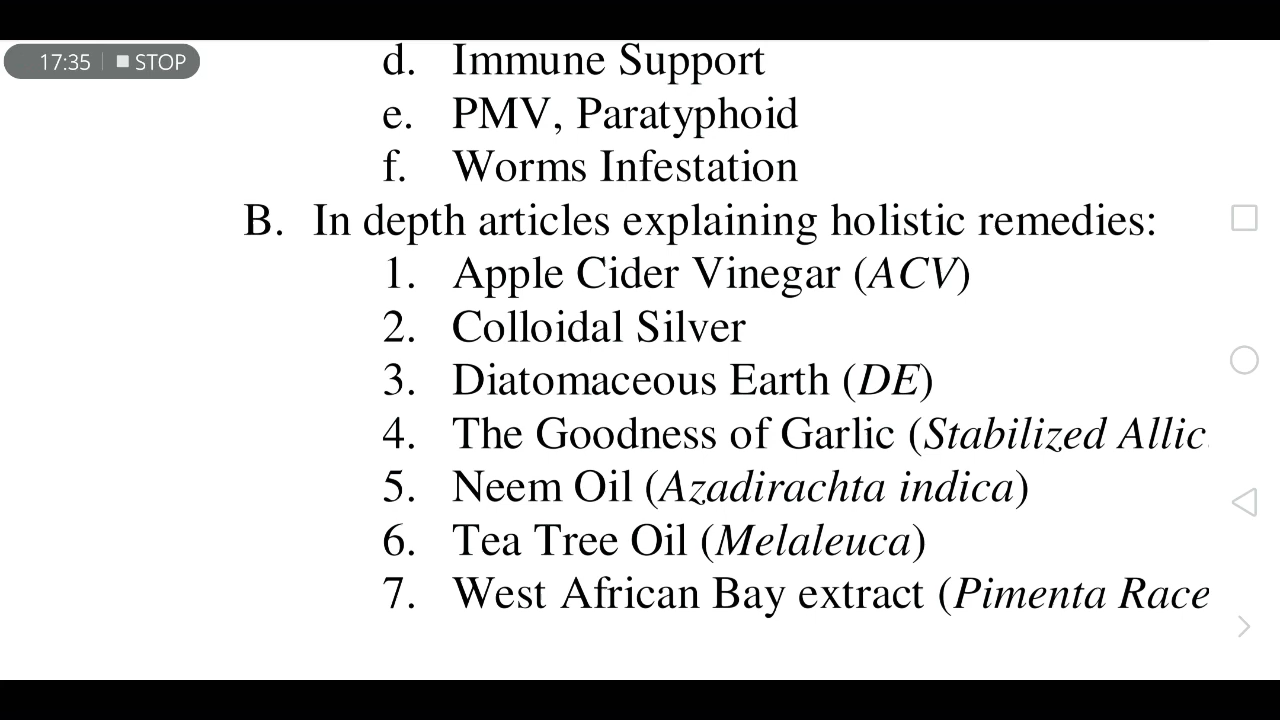 17:35 STOP
d. Immune Support
e. PMV, Paratyphoid
f. Worms Infestation
B. In depth articles explaining holistic remedies:
1. Apple Cider Vinegar (ACV)
2. Colloidal Silver
3. Diatomaceous Earth (DE)
4. The Goodness of Garlic (Stabilized Allic
5. Neem Oil (Azadirachta indica)
6. Tea Tree Oil (Melaleuca)
7. West African Bay extract (Pimenta Race